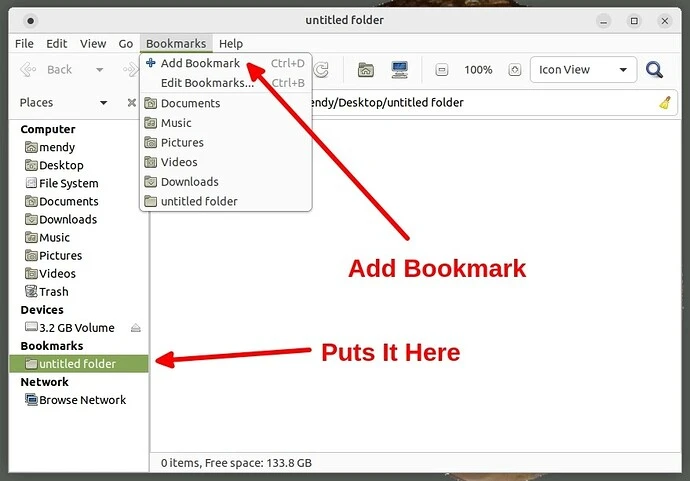 untitled folder
File Edit View Go Bookmarks Help
Back
100%
Icon View
Add Bookmark Ctrl+D
Edit Bookmarks... Ctrl+B
Documents
Music
Pictures
Videos
Downloads
untitled folder
Places
endy/Desktop/untitled folder
Computer
mendy
Desktop
File System
Documents
Downloads
Music
Pictures
Videos
Trash
Devices
3.2 GB Volume
Bookmarks
untitled folder
Network
Browse Network
Add Bookmark
Puts It Here
0 items, Free space: 133.8 GB